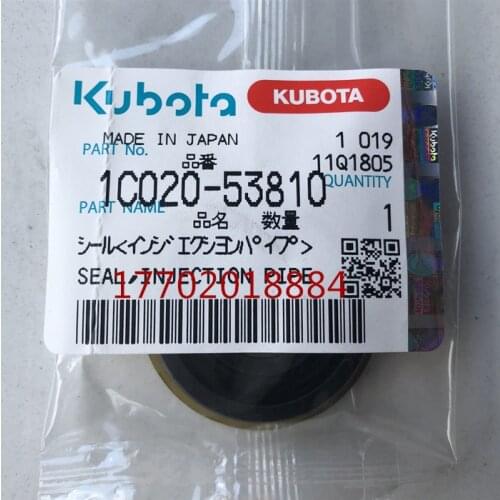 Kubota KUBOTA
MADE IN JAPAN 1 019
PART No. 品番 11Q1805
1C020-53810 QUANTITY
PART NAME 品名 数量 1
シール<インジェクションパイプ>
SEAL,INJECTION PIPE
17702018884
Kubota